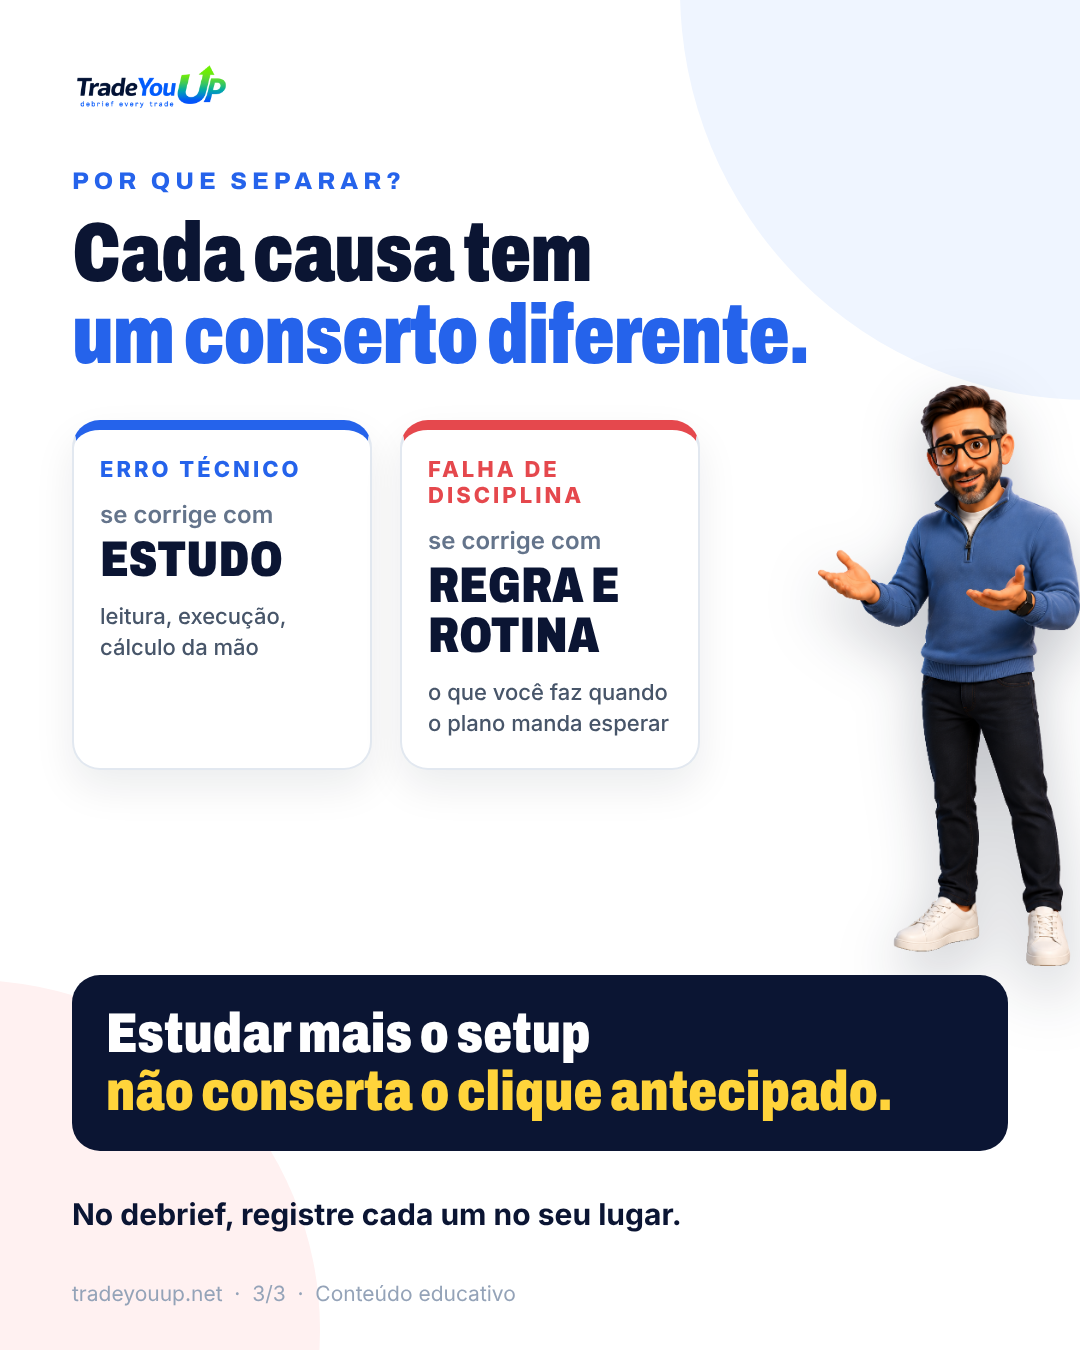 TradeYouUP
debrief every trade
POR QUE SEPARAR?
Cada causa tem
um conserto diferente.
ERRO TÉCNICO
se corrige com
ESTUDO
leitura, execução,
cálculo da mão
FALHA DE
DISCIPLINA
se corrige com
REGRA E
ROTINA
o que você faz quando
o plano manda esperar
Estudar mais o setup
não conserta o clique antecipado.
No debrief, registre cada um no seu lugar.
tradeyouup.net · 3/3 · Conteúdo educativo